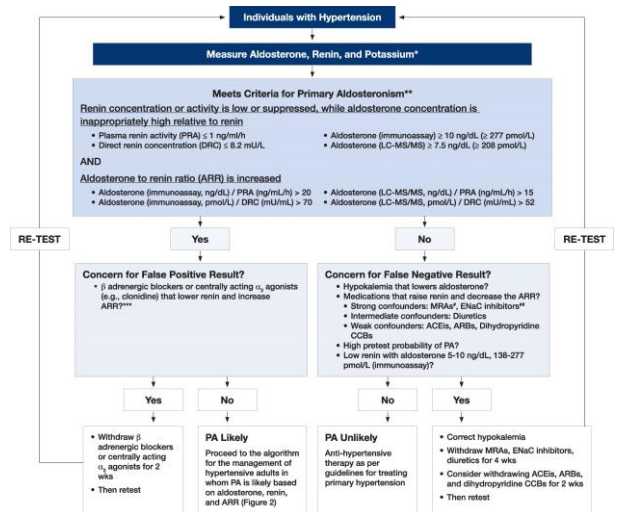 Individuals with Hypertension
Measure Aldosterone, Renin, and Potassium*
Meets Criteria for Primary Aldosteronism**
Renin concentration or activity is low or suppressed, while aldosterone concentration is
inappropriately high relative to renin
• Plasma renin activity (PRA) ≤ 1 ng/ml/h
• Direct renin concentration (DRC) ≤ 8.2 mU/L
• Aldosterone (immunoassay) ≥ 10 ng/dL (≥ 277 pmol/L)
• Aldosterone (LC-MS/MS) ≥ 7.5 ng/dL (≥ 208 pmol/L)
AND
Aldosterone to renin ratio (ARR) is increased
• Aldosterone (immunoassay, ng/dL) / PRA (ng/mL/h) > 20
• Aldosterone (immunoassay, pmol/L) / DRC (mU/mL) > 70
• Aldosterone (LC-MS/MS, ng/dL) / PRA (ng/mL/h) > 15
• Aldosterone (LC-MS/MS, pmol/L) / DRC (mU/mL) > 52
RE-TEST
Yes
No
RE-TEST
Concern for False Positive Result?
• β adrenergic blockers or centrally acting α₂ agonists
(e.g., clonidine) that lower renin and increase
ARR?***
Concern for False Negative Result?
• Hypokalemia that lowers aldosterone?
• Medications that raise renin and decrease the ARR?
• Strong confounders: MRAs#, ENaC inhibitors##
• Intermediate confounders: Diuretics
• Weak confounders: ACEis, ARBs, Dihydropyridine
CCBs
• High pretest probability of PA?
• Low renin with aldosterone 5-10 ng/dL, 138-277
pmol/L (immunoassay)?
Yes
No
No
Yes
• Withdraw β
adrenergic blockers
or centrally acting
α₂ agonists for 2
wks
• Then retest
PA Likely
Proceed to the algorithm
for the management of
hypertensive adults in
whom PA is likely based
on aldosterone, renin,
and ARR (Figure 2)
PA Unlikely
Anti-hypertensive
therapy as per
guidelines for treating
primary hypertension
• Correct hypokalemia
• Withdraw MRAs, ENaC inhibitors,
diuretics for 4 wks
• Consider withdrawing ACEis, ARBs,
and dihydropyridine CCBs for 2 wks
• Then retest